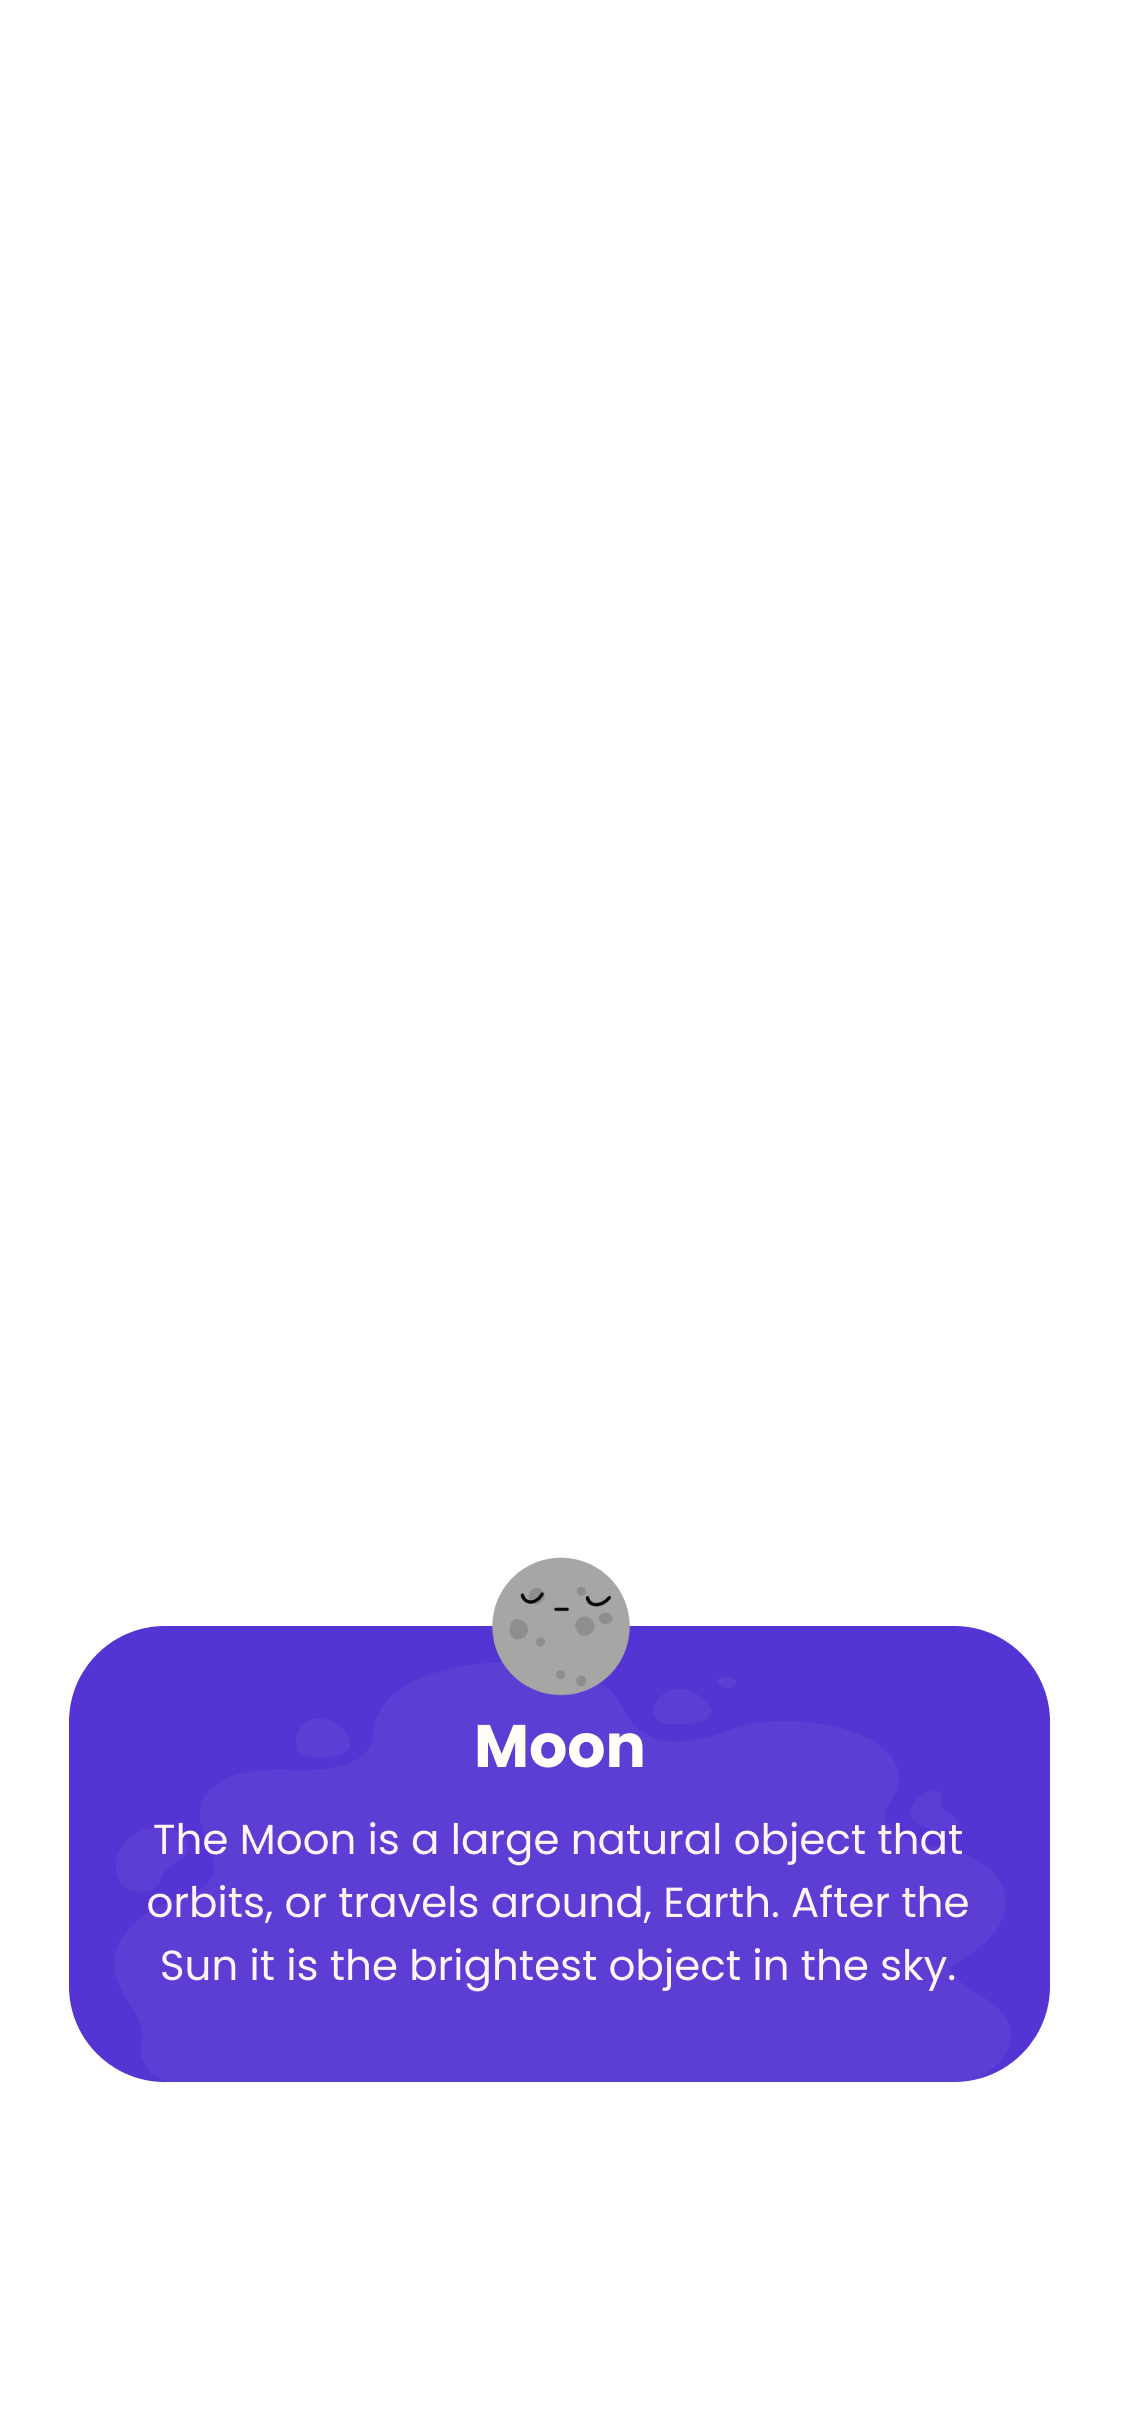 Moon
The Moon is a large natural object that
orbits, or travels around, Earth. After the
Sun it is the brightest object in the sky.